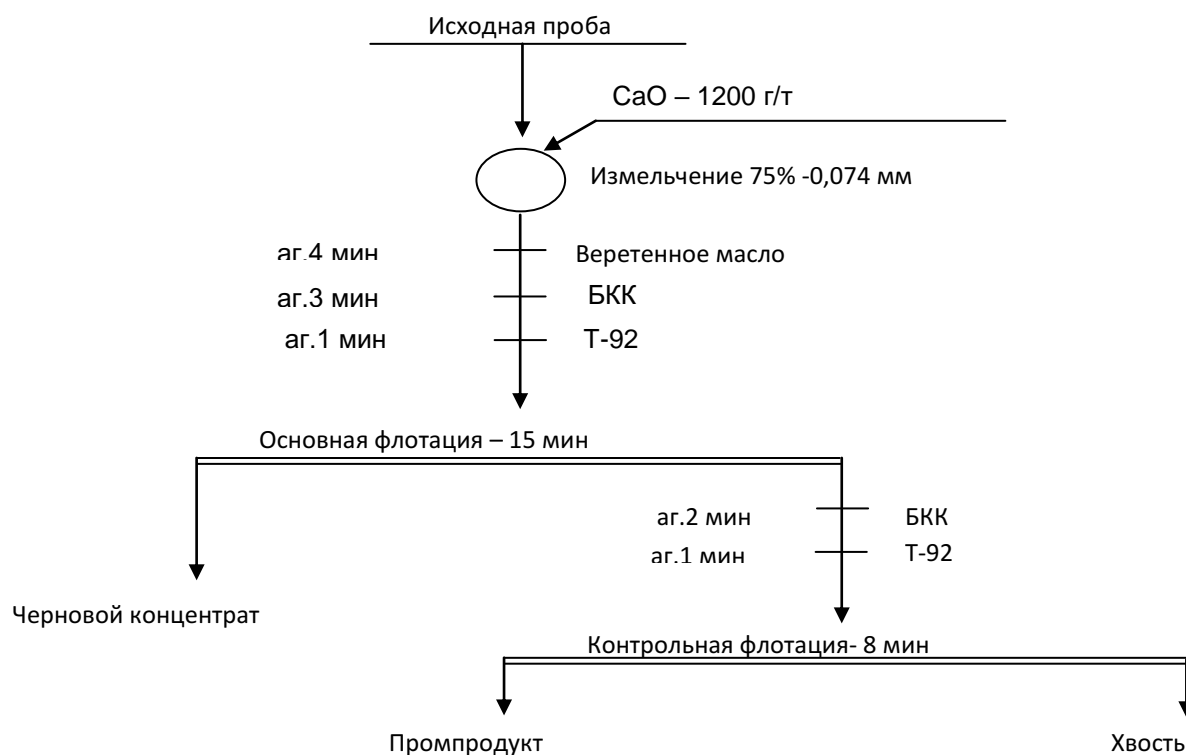 Исходная проба
CaO – 1200 г/т
Измельчение 75% -0,074 мм
аг.4 мин
Веретенное масло
аг.3 мин
БКК
аг.1 мин
Т-92
Основная флотация – 15 мин
аг.2 мин
БКК
аг.1 мин
Т-92
Черновой концентрат
Контрольная флотация- 8 мин
Промпродукт
Хвость